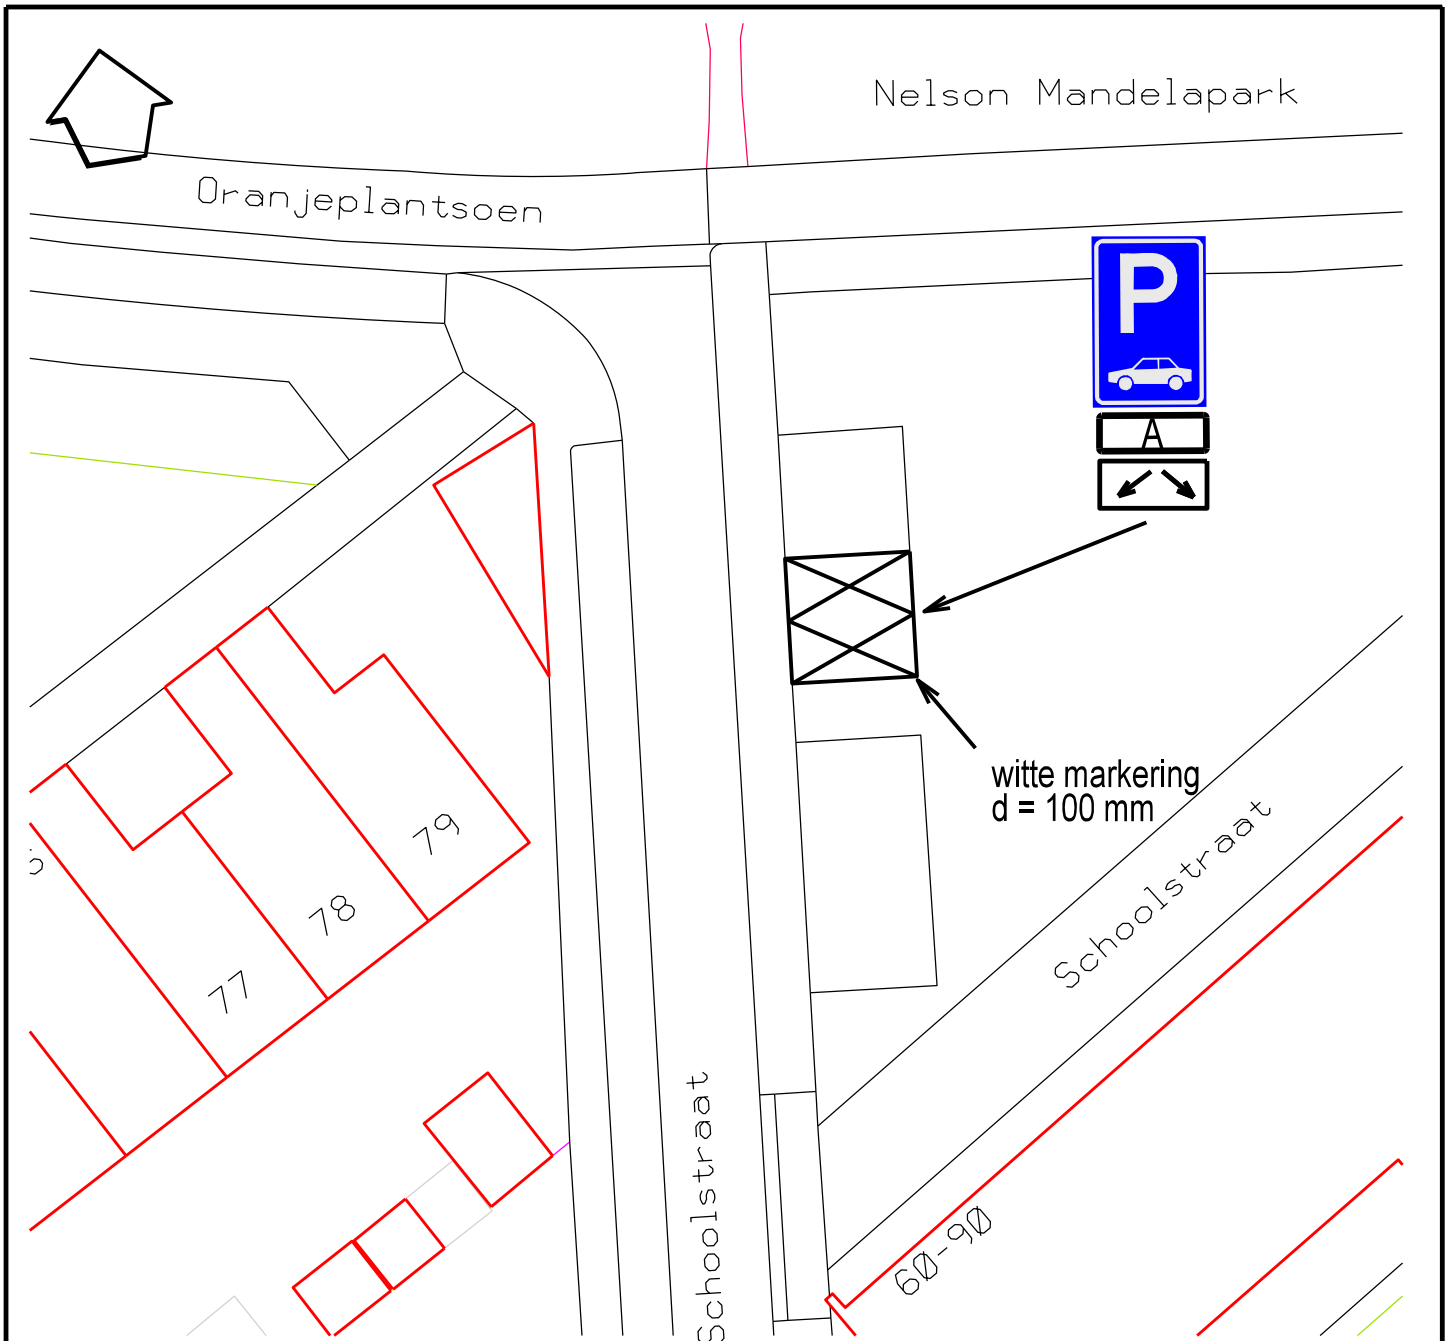 Nelson Mandelapark
Oranjeplantsoen
P
A
witte markering
d = 100 mm
Schoolstraat
79
78
77
Schoolstraat
60-90